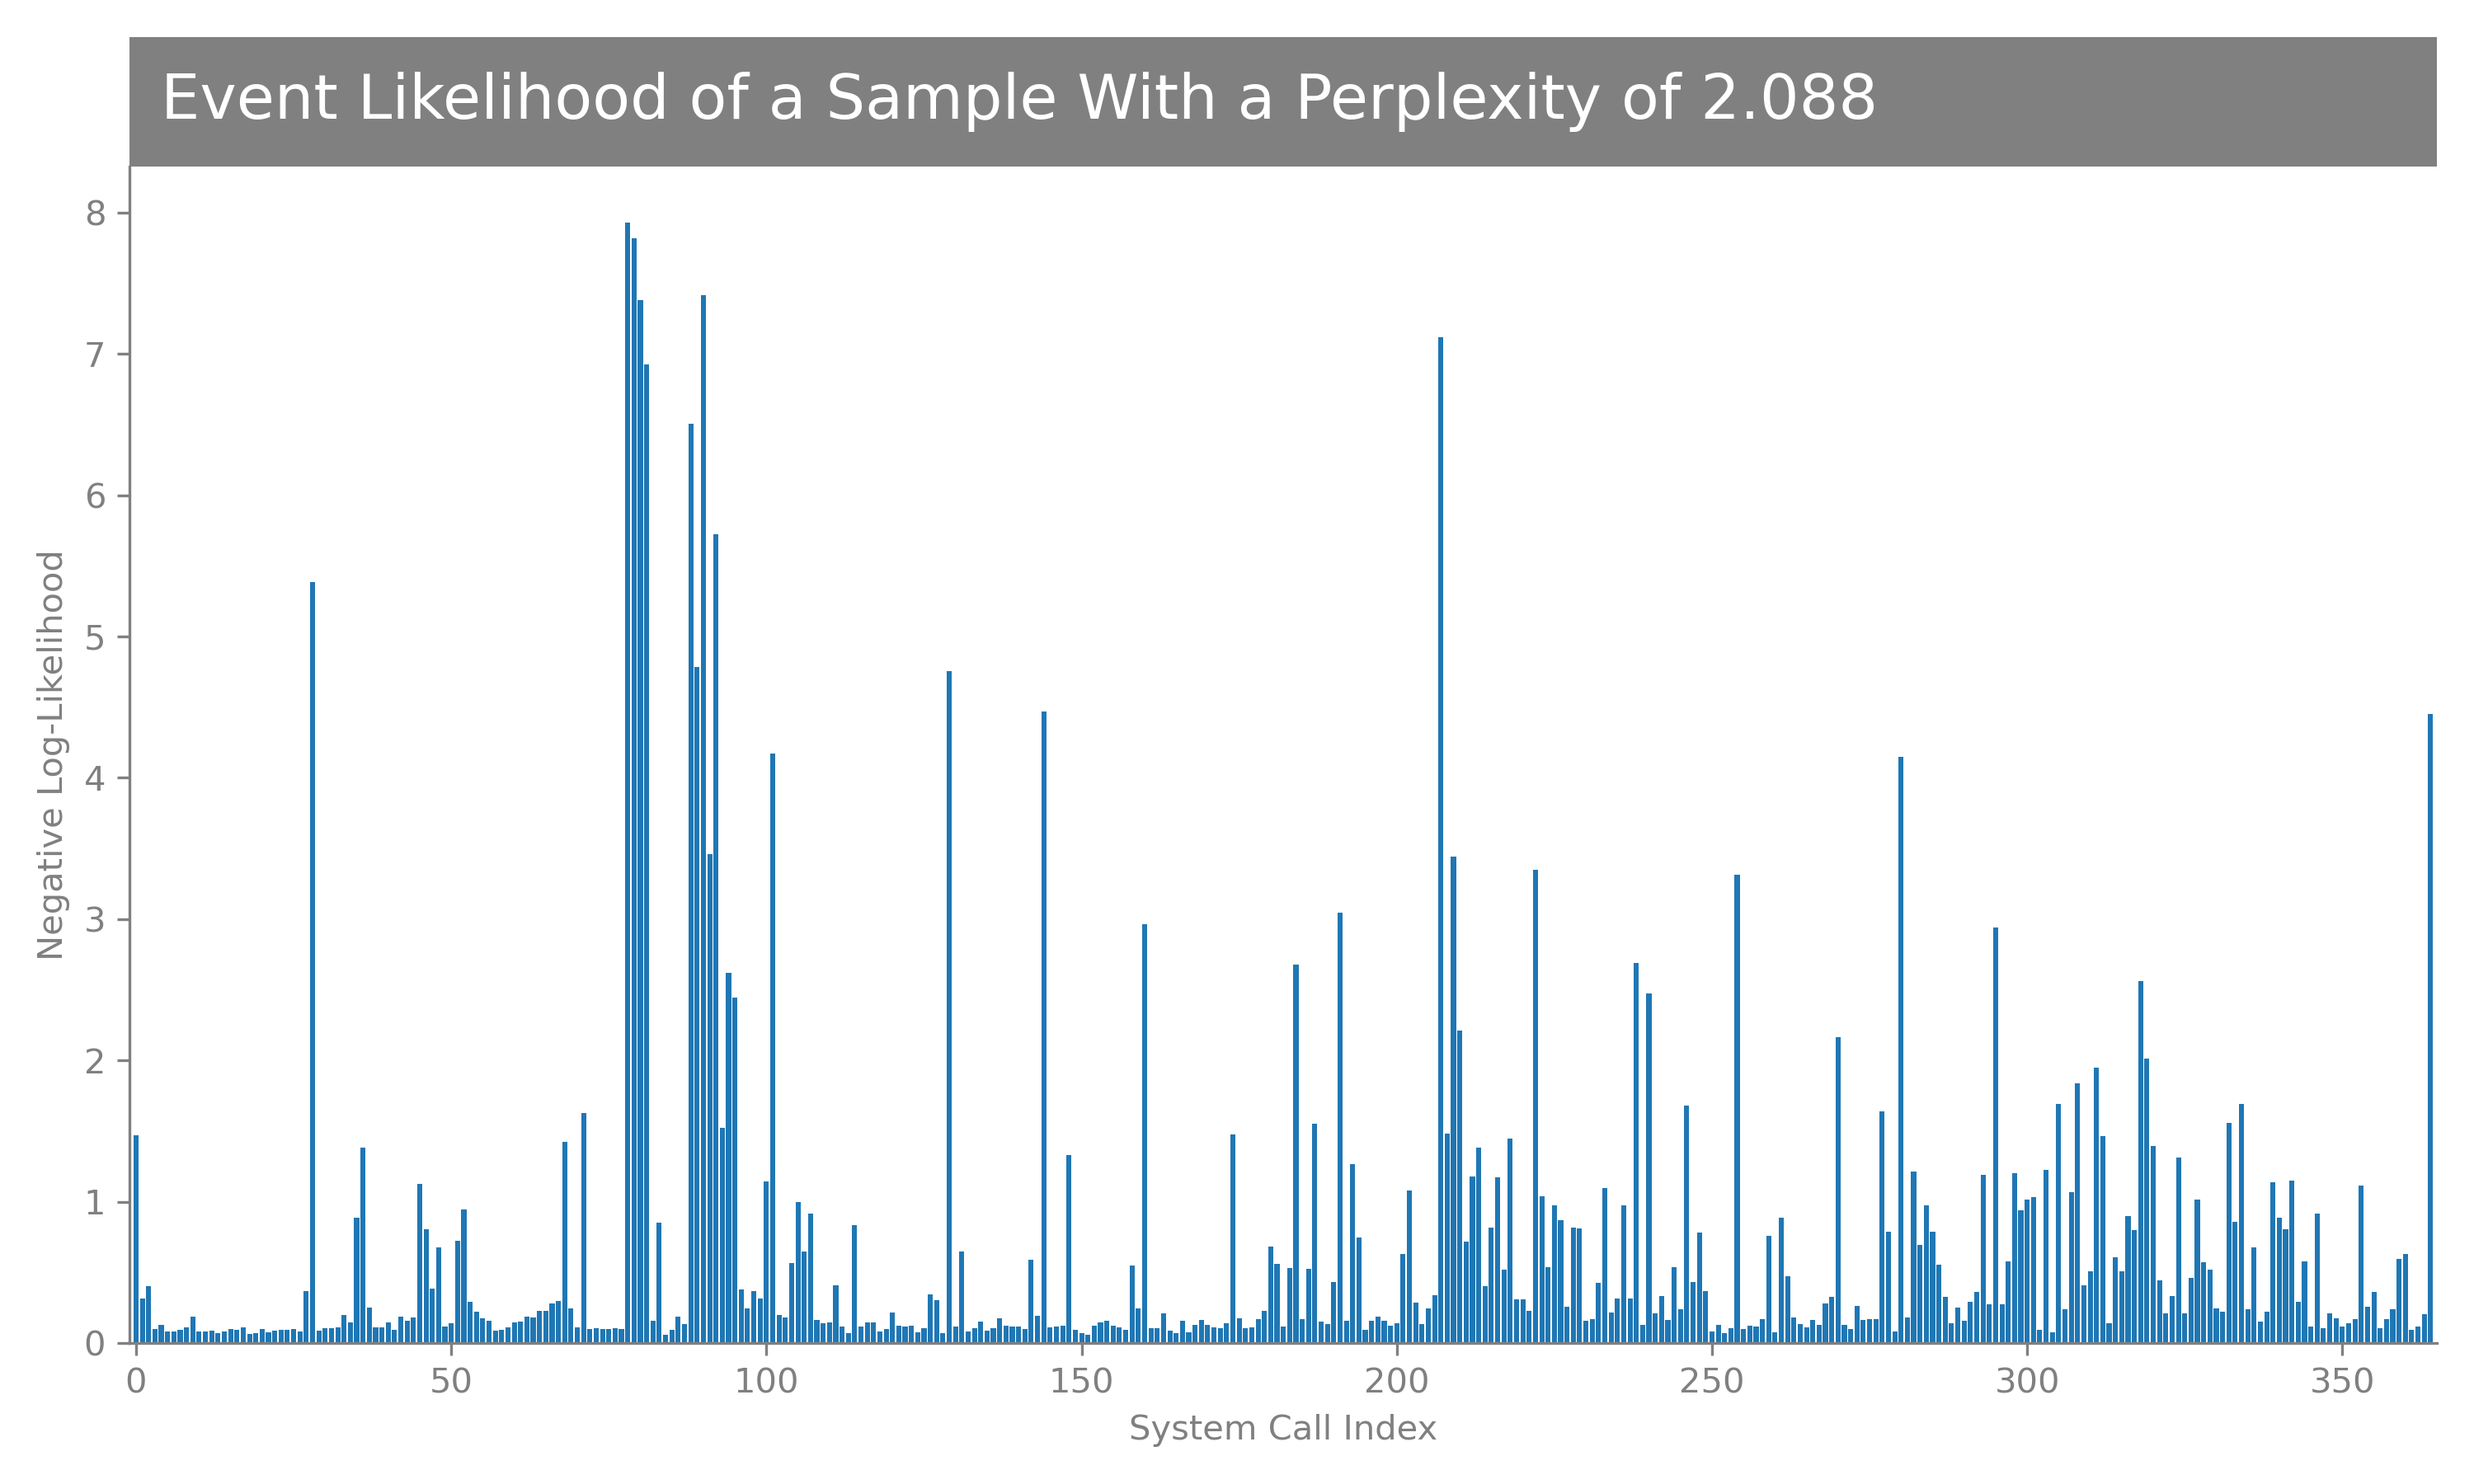 Event Likelihood of a Sample With a Perplexity of 2.088
8
7
6
5
4
3
2
1
0
Negative Log-Likelihood
0 50 100 150 200 250 300 350
System Call Index